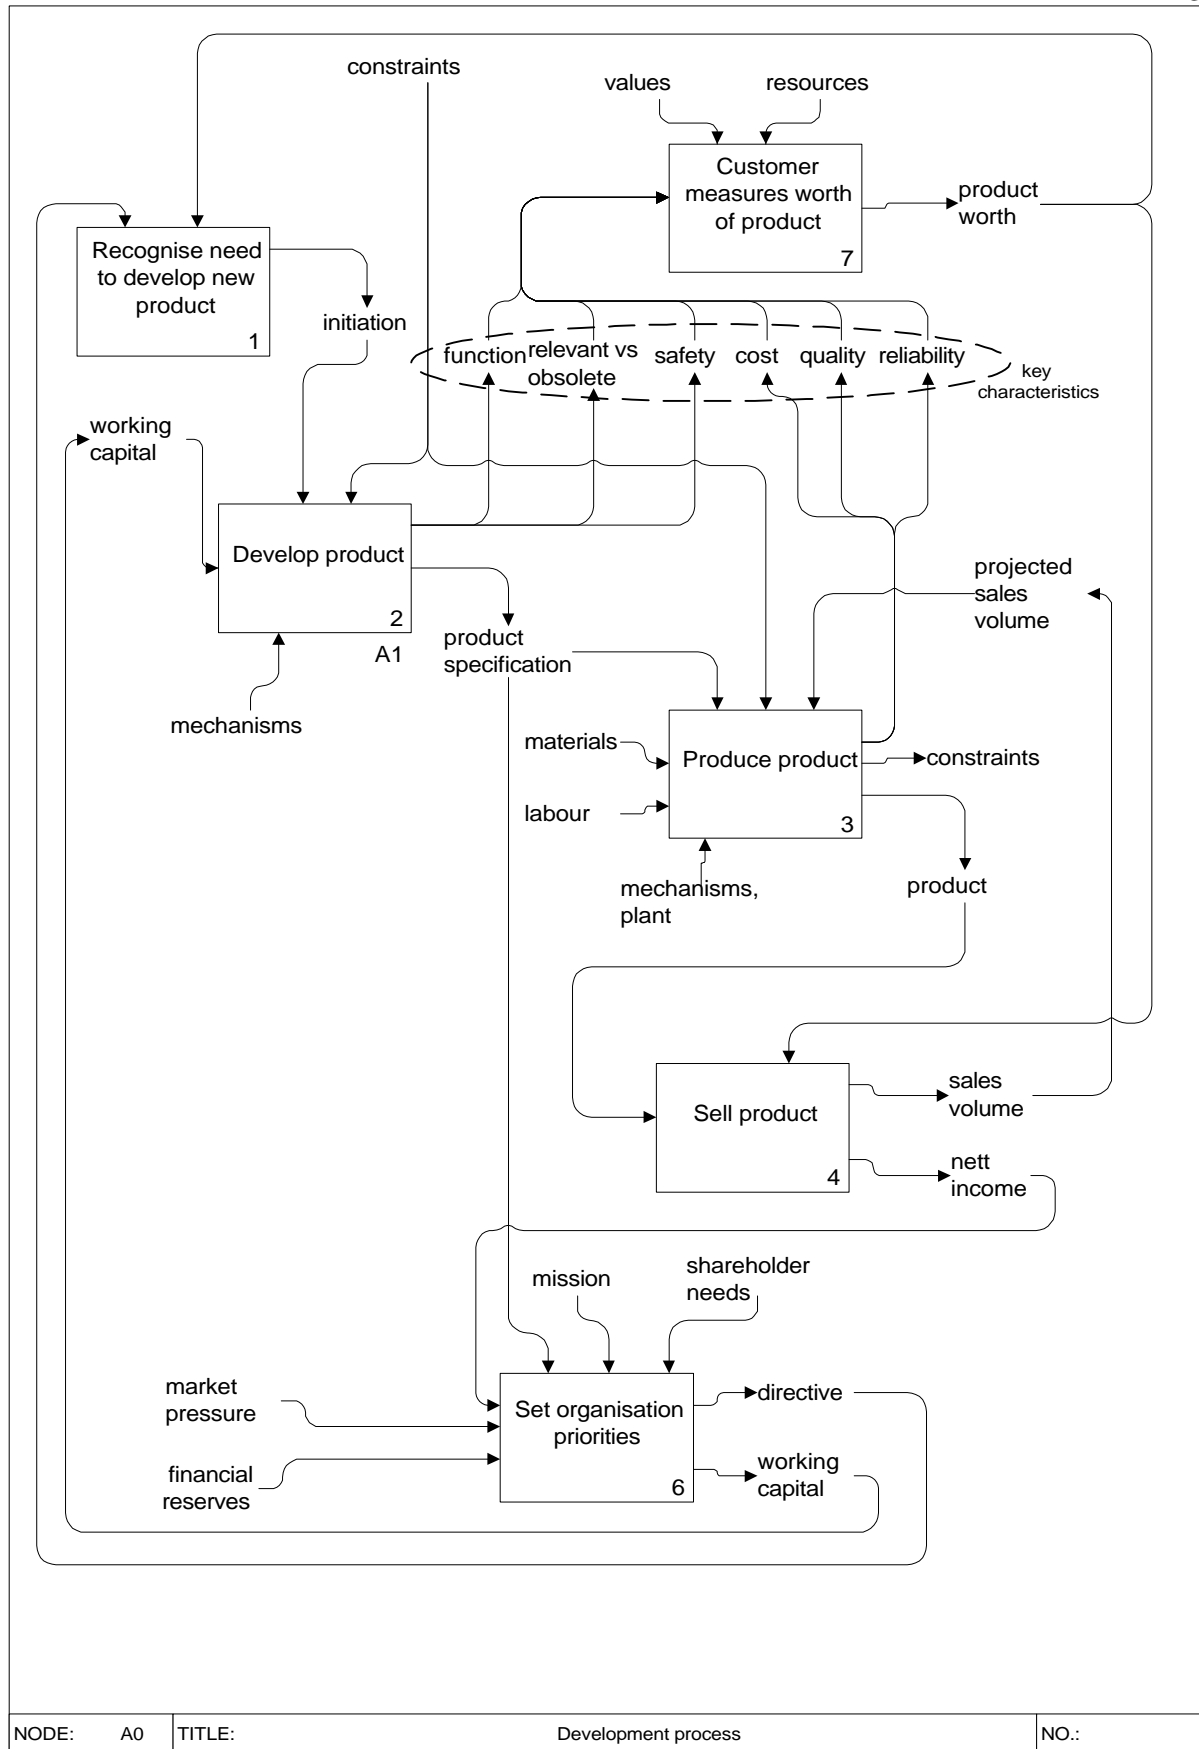 constraints
values
resources
Customer
measures worth
of product
7
product
worth
Recognise need
to develop new
product
1
initiation
function
relevant vs
obsolete
safety
cost
quality
reliability
key
characteristics
working
capital
Develop product
2
A1
mechanisms
product
specification
projected
sales
volume
materials
labour
Produce product
3
constraints
mechanisms,
plant
product
Sell product
4
sales
volume
nett
income
mission
shareholder
needs
market
pressure
financial
reserves
Set organisation
priorities
6
directive
working
capital
NODE: A0 TITLE: Development process NO.: